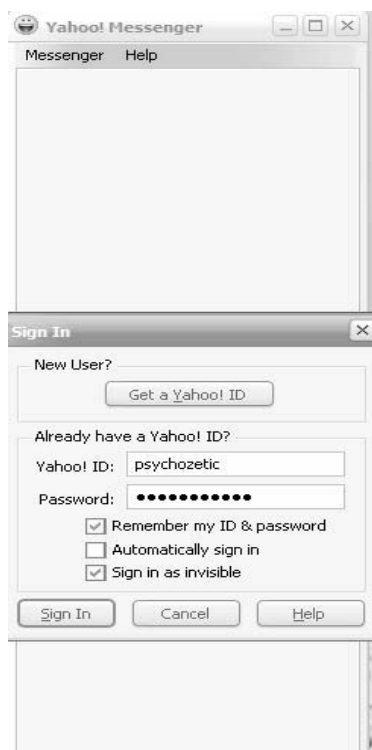 Yahoo! Messenger
Messenger Help
Sign In
New User?
Get a Yahoo! ID
Already have a Yahoo! ID?
Yahoo! ID: psychozetic
Password: ●●●●●●●●●●●
Remember my ID & password
Automatically sign in
Sign in as invisible
Sign In Cancel Help